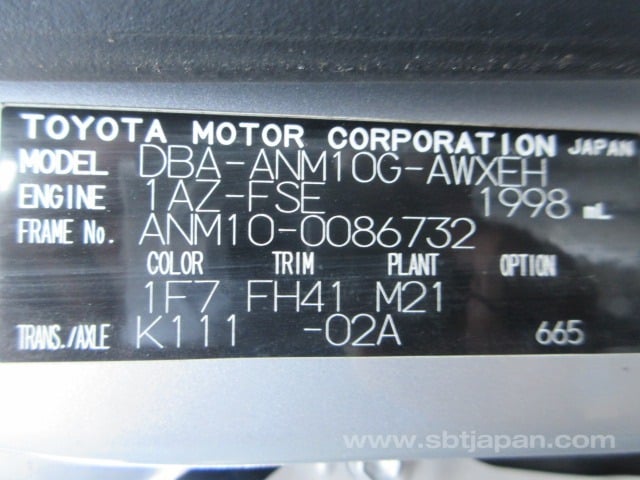 TOYOTA MOTOR CORPORATION JAPAN
MODEL DBA-ANM10G-AWXEH
ENGINE 1AZ-FSE 1998 mL
FRAME No. ANM10-0086732
COLOR TRIM PLANT OPTION
1F7 FH41 M21
TRANS./AXLE K111 -02A 665
www.sbtjapan.com